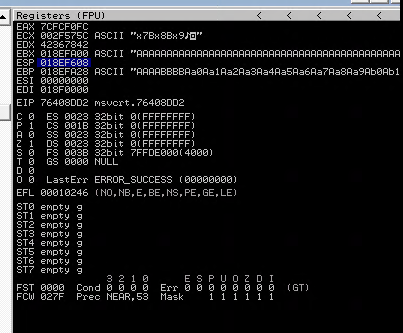 Registers (FPU) < < < <
EAX 7CFCF0FC
ECX 002F575C ASCII "x7Bx8Bx9
EDX 42367842
EBX 018EFA00 ASCII "AAAAAAAAAAAAAAAAAAAAAAAAAAAAAAAAAA
ESP 018EF608
EBP 018EFA28 ASCII "AAAABBBBAa0Aa1Aa2Aa3Aa4Aa5Aa6Aa7Aa8Aa9Ab0Ab1
ESI 00000000
EDI 018F0000
EIP 76408DD2 msvcrt.76408DD2
C 0 ES 0023 32bit 0(FFFFFFFF)
P 1 CS 001B 32bit 0(FFFFFFFF)
A 0 SS 0023 32bit 0(FFFFFFFF)
Z 1 DS 0023 32bit 0(FFFFFFFF)
S 0 FS 003B 32bit 7FFDE000(4000)
T 0 GS 0000 NULL
D 0
O 0 LastErr ERROR_SUCCESS (00000000)
EFL 00010246 (NO,NB,E,BE,NS,PE,GE,LE)
ST0 empty g
ST1 empty g
ST2 empty g
ST3 empty g
ST4 empty g
ST5 empty g
ST6 empty g
ST7 empty g
3 2 1 0 E S P U O Z D I
FST 0000 Cond 0 0 0 0 Err 0 0 0 0 0 0 0 0 (GT)
FCW 027F Prec NEAR,53 Mask 1 1 1 1 1 1